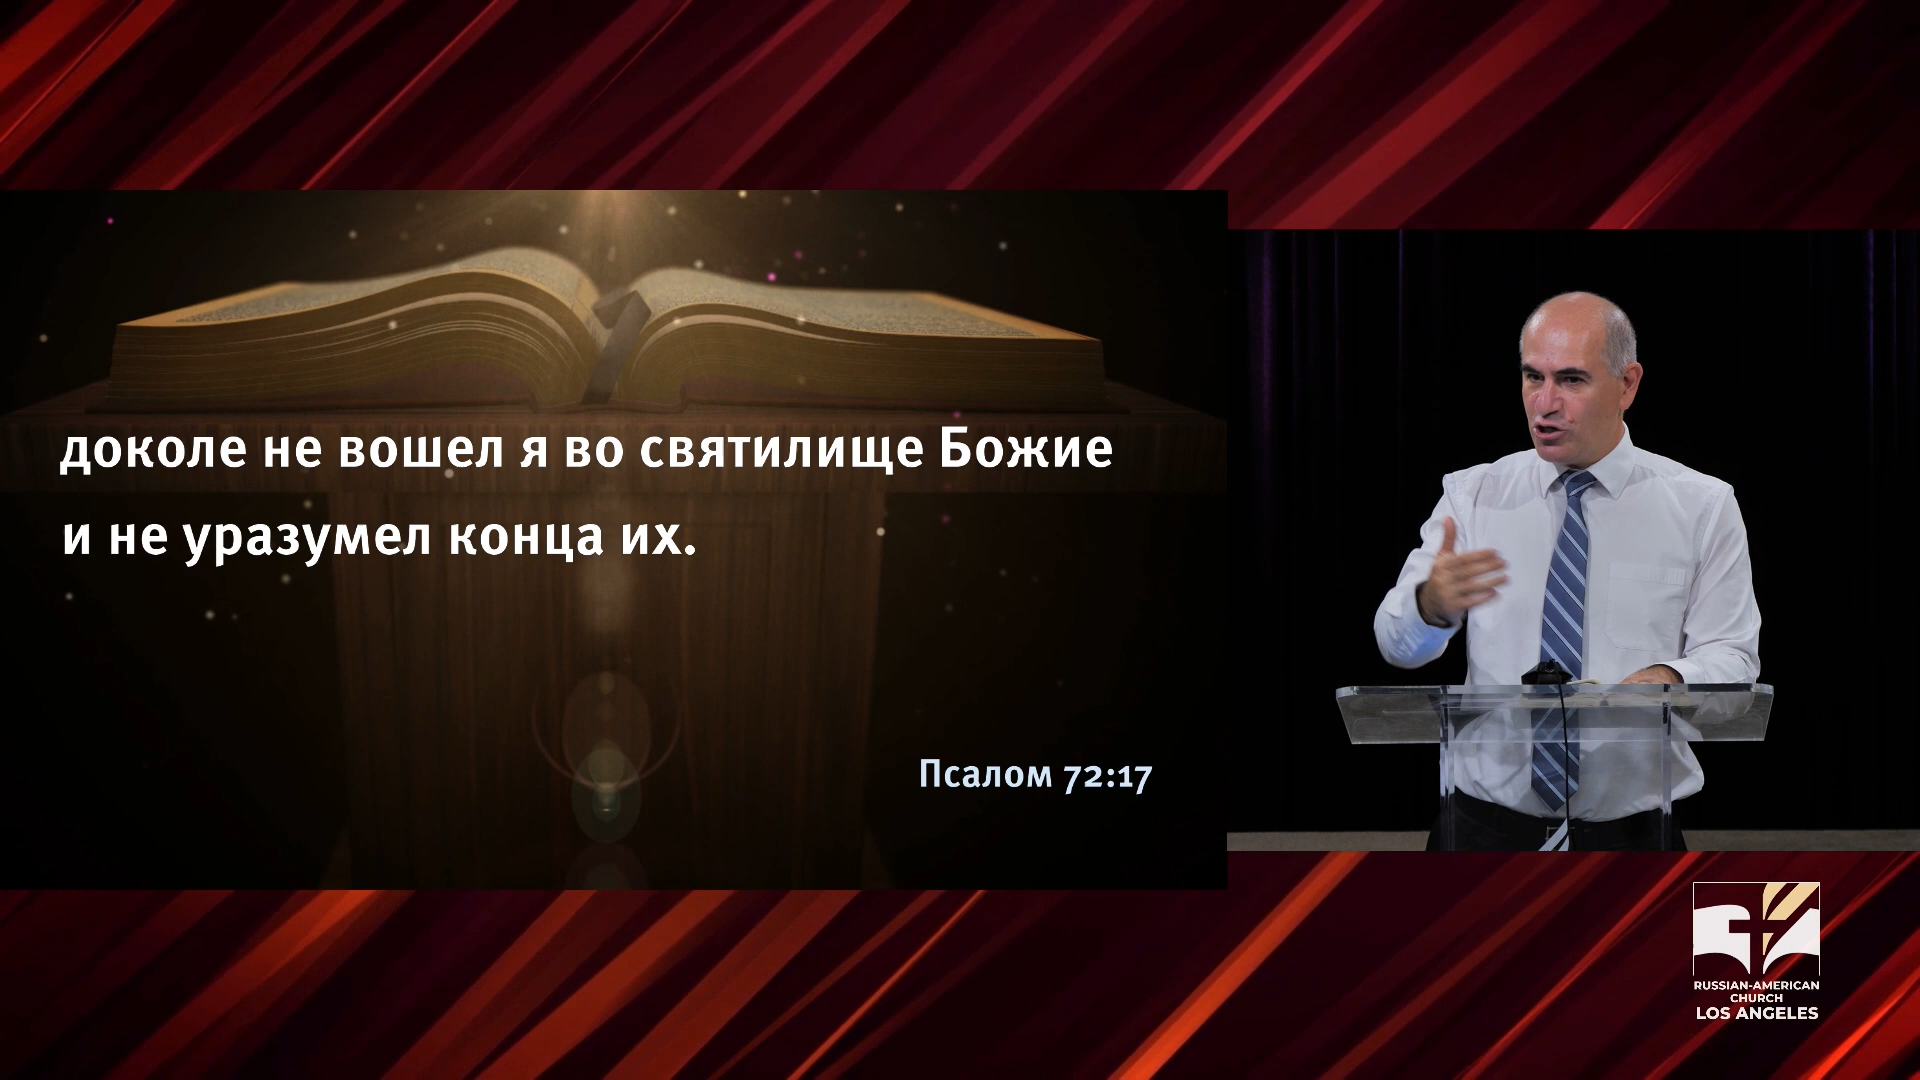 доколе не вошел я во святилище Божие
и не уразумел конца их.
Псалом 72:17
RUSSIAN-AMERICAN
CHURCH
LOS ANGELES